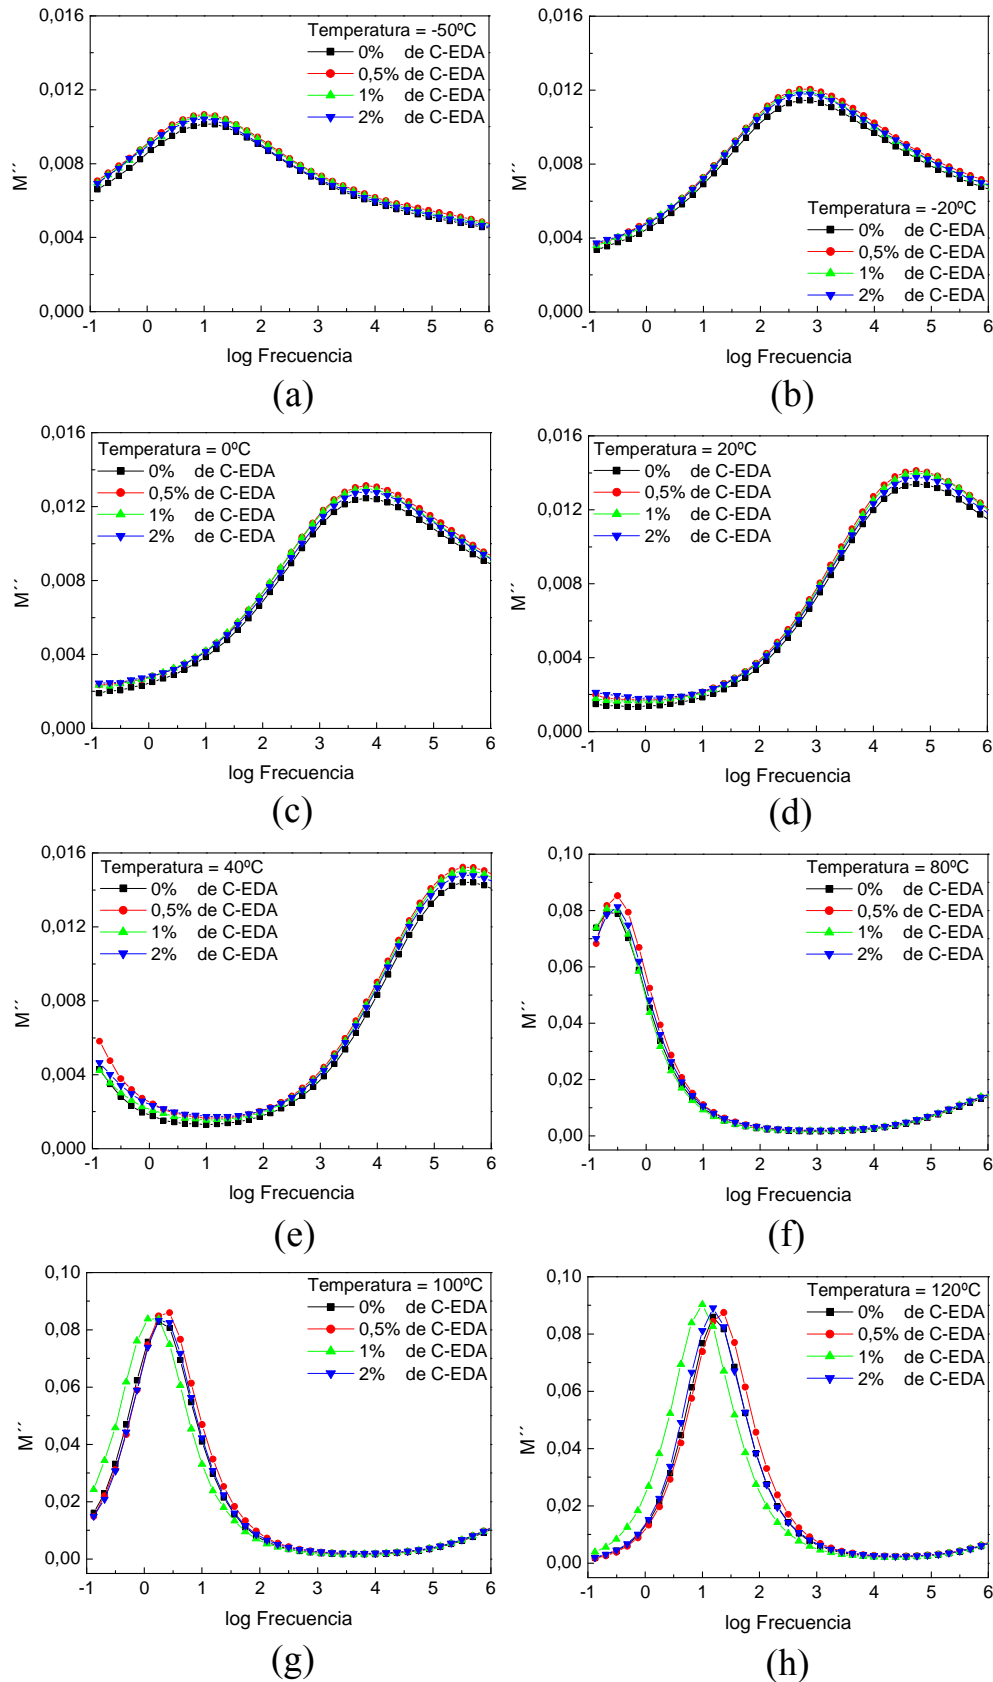 0,016
0,012
0,008
0,004
0,000
M´´
Temperatura = -50ºC
0% de C-EDA
0,5% de C-EDA
1% de C-EDA
2% de C-EDA
-1 0 1 2 3 4 5 6
log Frecuencia
(a)
0,016
0,012
0,008
0,004
0,000
M´´
Temperatura = -20ºC
0% de C-EDA
0,5% de C-EDA
1% de C-EDA
2% de C-EDA
-1 0 1 2 3 4 5 6
log Frecuencia
(b)
0,016
0,012
0,008
0,004
0,000
M´´
Temperatura = 0ºC
0% de C-EDA
0,5% de C-EDA
1% de C-EDA
2% de C-EDA
-1 0 1 2 3 4 5 6
log Frecuencia
(c)
0,016
0,012
0,008
0,004
0,000
M´´
Temperatura = 20ºC
0% de C-EDA
0,5% de C-EDA
1% de C-EDA
2% de C-EDA
-1 0 1 2 3 4 5 6
log Frecuencia
(d)
0,016
0,012
0,008
0,004
0,000
M´´
Temperatura = 40ºC
0% de C-EDA
0,5% de C-EDA
1% de C-EDA
2% de C-EDA
-1 0 1 2 3 4 5 6
log Frecuencia
(e)
0,10
0,08
0,06
0,04
0,02
0,00
M´´
Temperatura = 80ºC
0% de C-EDA
0,5% de C-EDA
1% de C-EDA
2% de C-EDA
-1 0 1 2 3 4 5 6
log Frecuencia
(f)
0,10
0,08
0,06
0,04
0,02
0,00
M´´
Temperatura = 100ºC
0% de C-EDA
0,5% de C-EDA
1% de C-EDA
2% de C-EDA
-1 0 1 2 3 4 5 6
log Frecuencia
(g)
0,10
0,08
0,06
0,04
0,02
0,00
M´´
Temperatura = 120ºC
0% de C-EDA
0,5% de C-EDA
1% de C-EDA
2% de C-EDA
-1 0 1 2 3 4 5 6
log Frecuencia
(h)